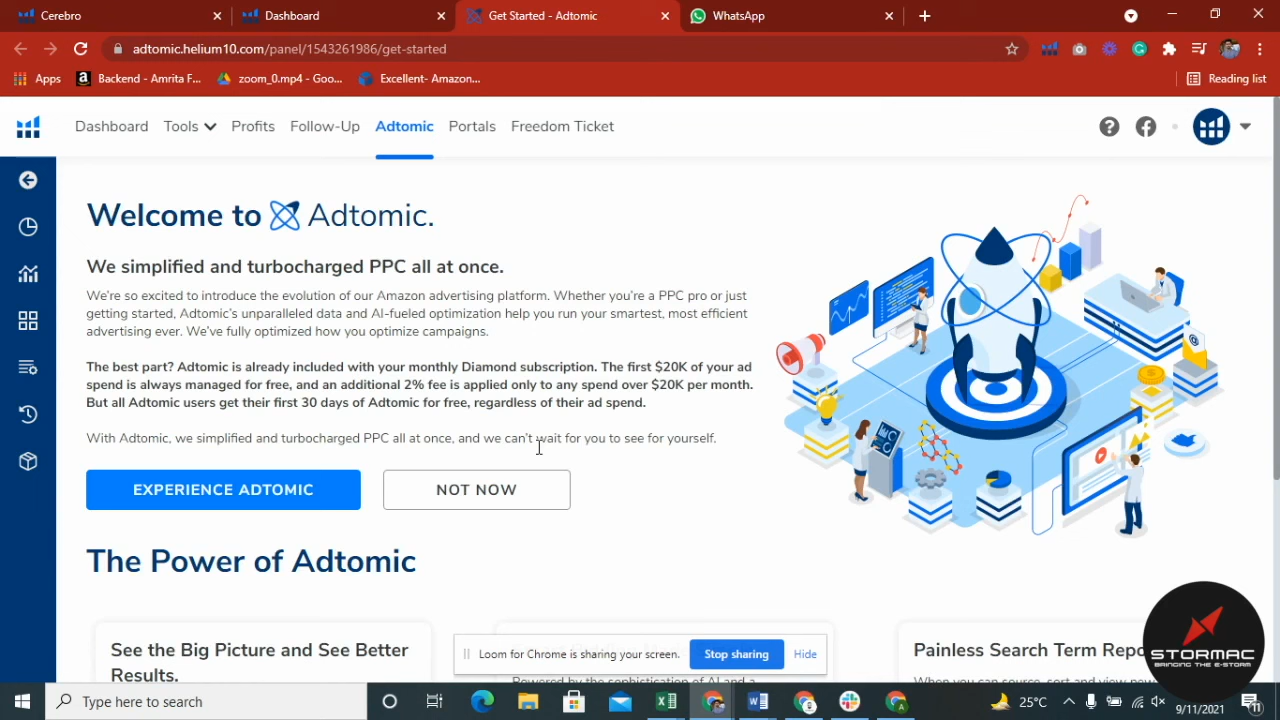 Cerebro
Dashboard
Get Started - Adtomic
WhatsApp
adtomic.helium10.com/panel/1543261986/get-started
Apps
Backend - Amrita F...
zoom_0.mp4 - Goo...
Excellent- Amazon...
Reading list
Dashboard
Tools
Profits
Follow-Up
Adtomic
Portals
Freedom Ticket
Welcome to Adtomic.
We simplified and turbocharged PPC all at once.
We're so excited to introduce the evolution of our Amazon advertising platform. Whether you're a PPC pro or just
getting started, Adtomic's unparalleled data and AI-fueled optimization help you run your smartest, most efficient
advertising ever. We've fully optimized how you optimize campaigns.
The best part? Adtomic is already included with your monthly Diamond subscription. The first $20K of your ad
spend is always managed for free, and an additional 2% fee is applied only to any spend over $20K per month.
But all Adtomic users get their first 30 days of Adtomic for free, regardless of their ad spend.
With Adtomic, we simplified and turbocharged PPC all at once, and we can't wait for you to see for yourself.
EXPERIENCE ADTOMIC
NOT NOW
The Power of Adtomic
See the Big Picture and See Better
Results.
Loom for Chrome is sharing your screen.
Stop sharing
Hide
Painless Search Term Repo
STORMAC
BRINGING THE E-STORM
Type here to search
25°C
9/11/2021
11